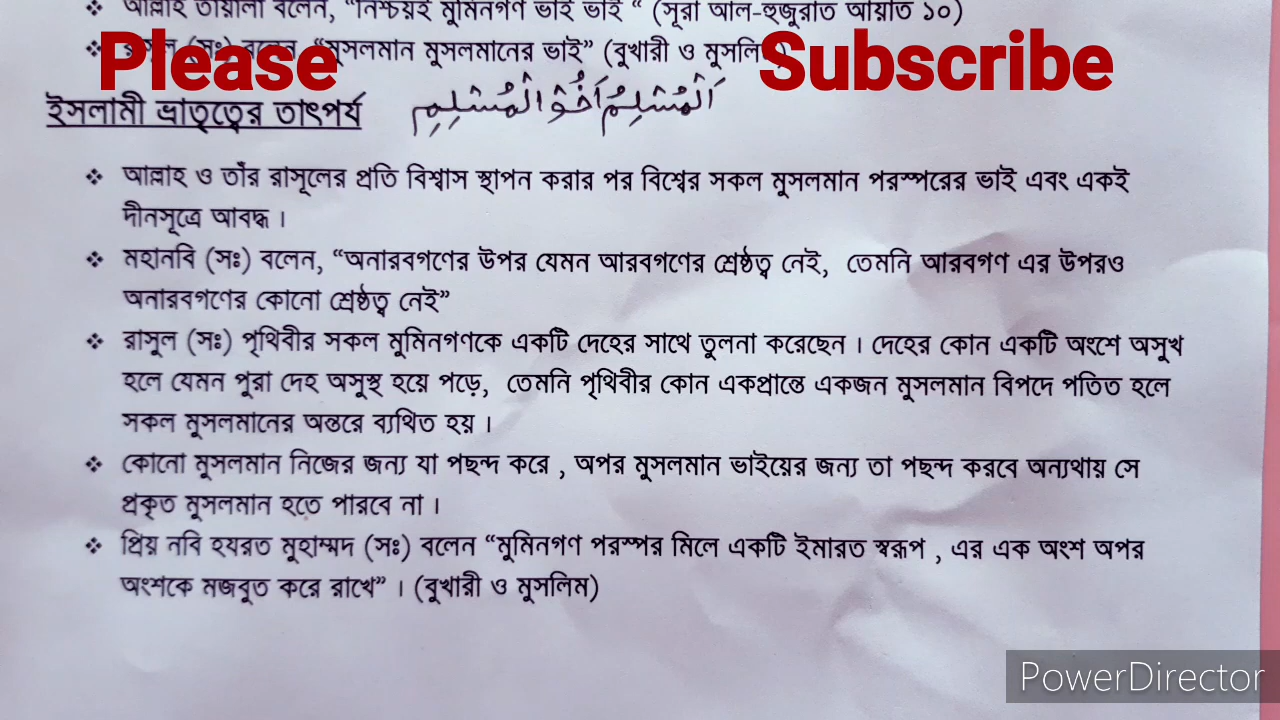 আল্লাহ তায়ালা বলেন, “নিশ্চয়ই মুমিনগণ ভাই ভাই “ (সূরা আল-হুজুরাত আয়াত ১০)
রাসূল (সঃ) বলেন “মুসলমান মুসলমানের ভাই” (বুখারী ও মুসলিম)
Please Subscribe
ইসলামী ভ্রাতৃত্বের তাৎপর্য اَلْمُسْلِمُ اَخُوْ الْمُسْلِمِ
❖ আল্লাহ ও তাঁর রাসূলের প্রতি বিশ্বাস স্থাপন করার পর বিশ্বের সকল মুসলমান পরস্পরের ভাই এবং একই
দীনসূত্রে আবদ্ধ ।
❖ মহানবি (সঃ) বলেন, “অনারবগণের উপর যেমন আরবগণের শ্রেষ্ঠত্ব নেই, তেমনি আরবগণ এর উপরও
অনারবগণের কোনো শ্রেষ্ঠত্ব নেই”
❖ রাসুল (সঃ) পৃথিবীর সকল মুমিনগণকে একটি দেহের সাথে তুলনা করেছেন । দেহের কোন একটি অংশে অসুখ
হলে যেমন পুরা দেহ অসুস্থ হয়ে পড়ে, তেমনি পৃথিবীর কোন একপ্রান্তে একজন মুসলমান বিপদে পতিত হলে
সকল মুসলমানের অন্তরে ব্যথিত হয় ।
❖ কোনো মুসলমান নিজের জন্য যা পছন্দ করে , অপর মুসলমান ভাইয়ের জন্য তা পছন্দ করবে অন্যথায় সে
প্রকৃত মুসলমান হতে পারবে না ।
❖ প্রিয় নবি হযরত মুহাম্মদ (সঃ) বলেন “মুমিনগণ পরস্পর মিলে একটি ইমারত স্বরূপ , এর এক অংশ অপর
অংশকে মজবুত করে রাখে” । (বুখারী ও মুসলিম)
PowerDirector